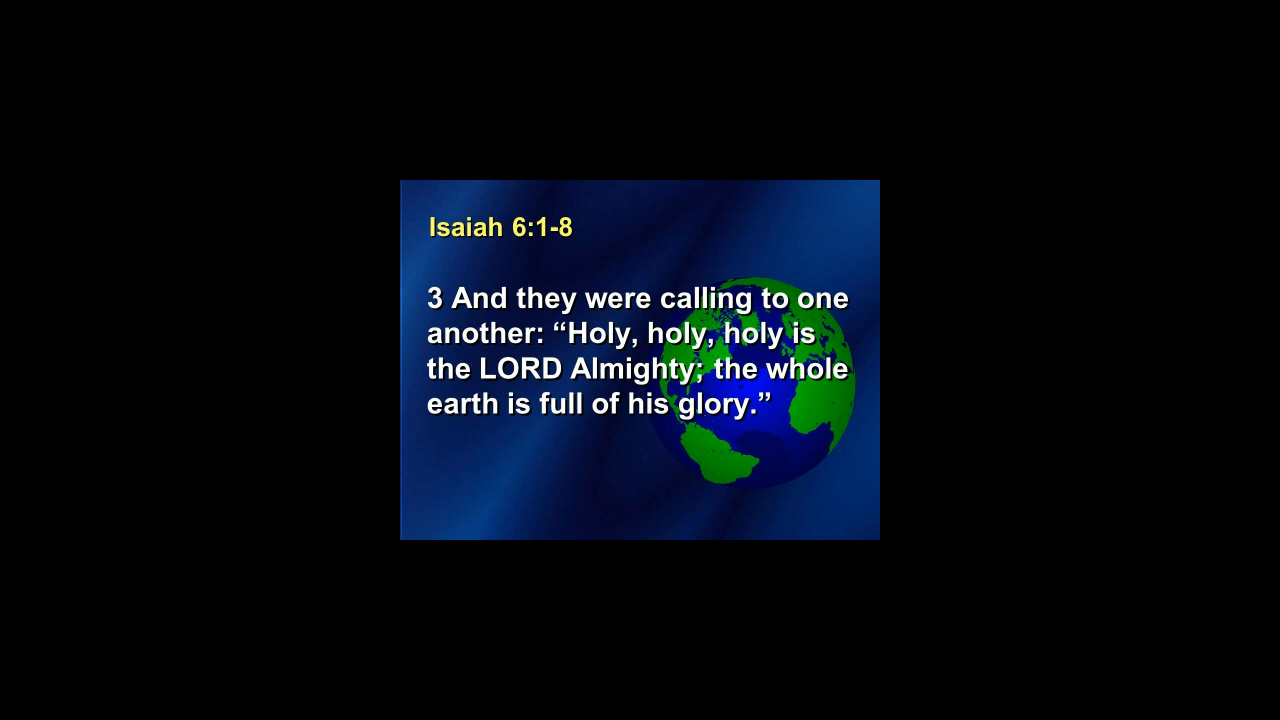 Isaiah 6:1-8
3 And they were calling to one
another: “Holy, holy, holy is
the LORD Almighty; the whole
earth is full of his glory.”